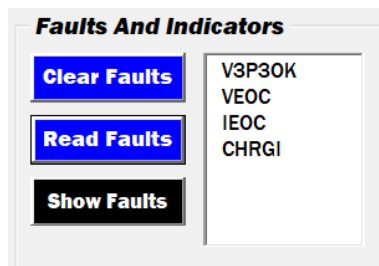 Faults And Indicators
Clear Faults
Read Faults
Show Faults
V3P3OK
VEOC
IEOC
CHRGI